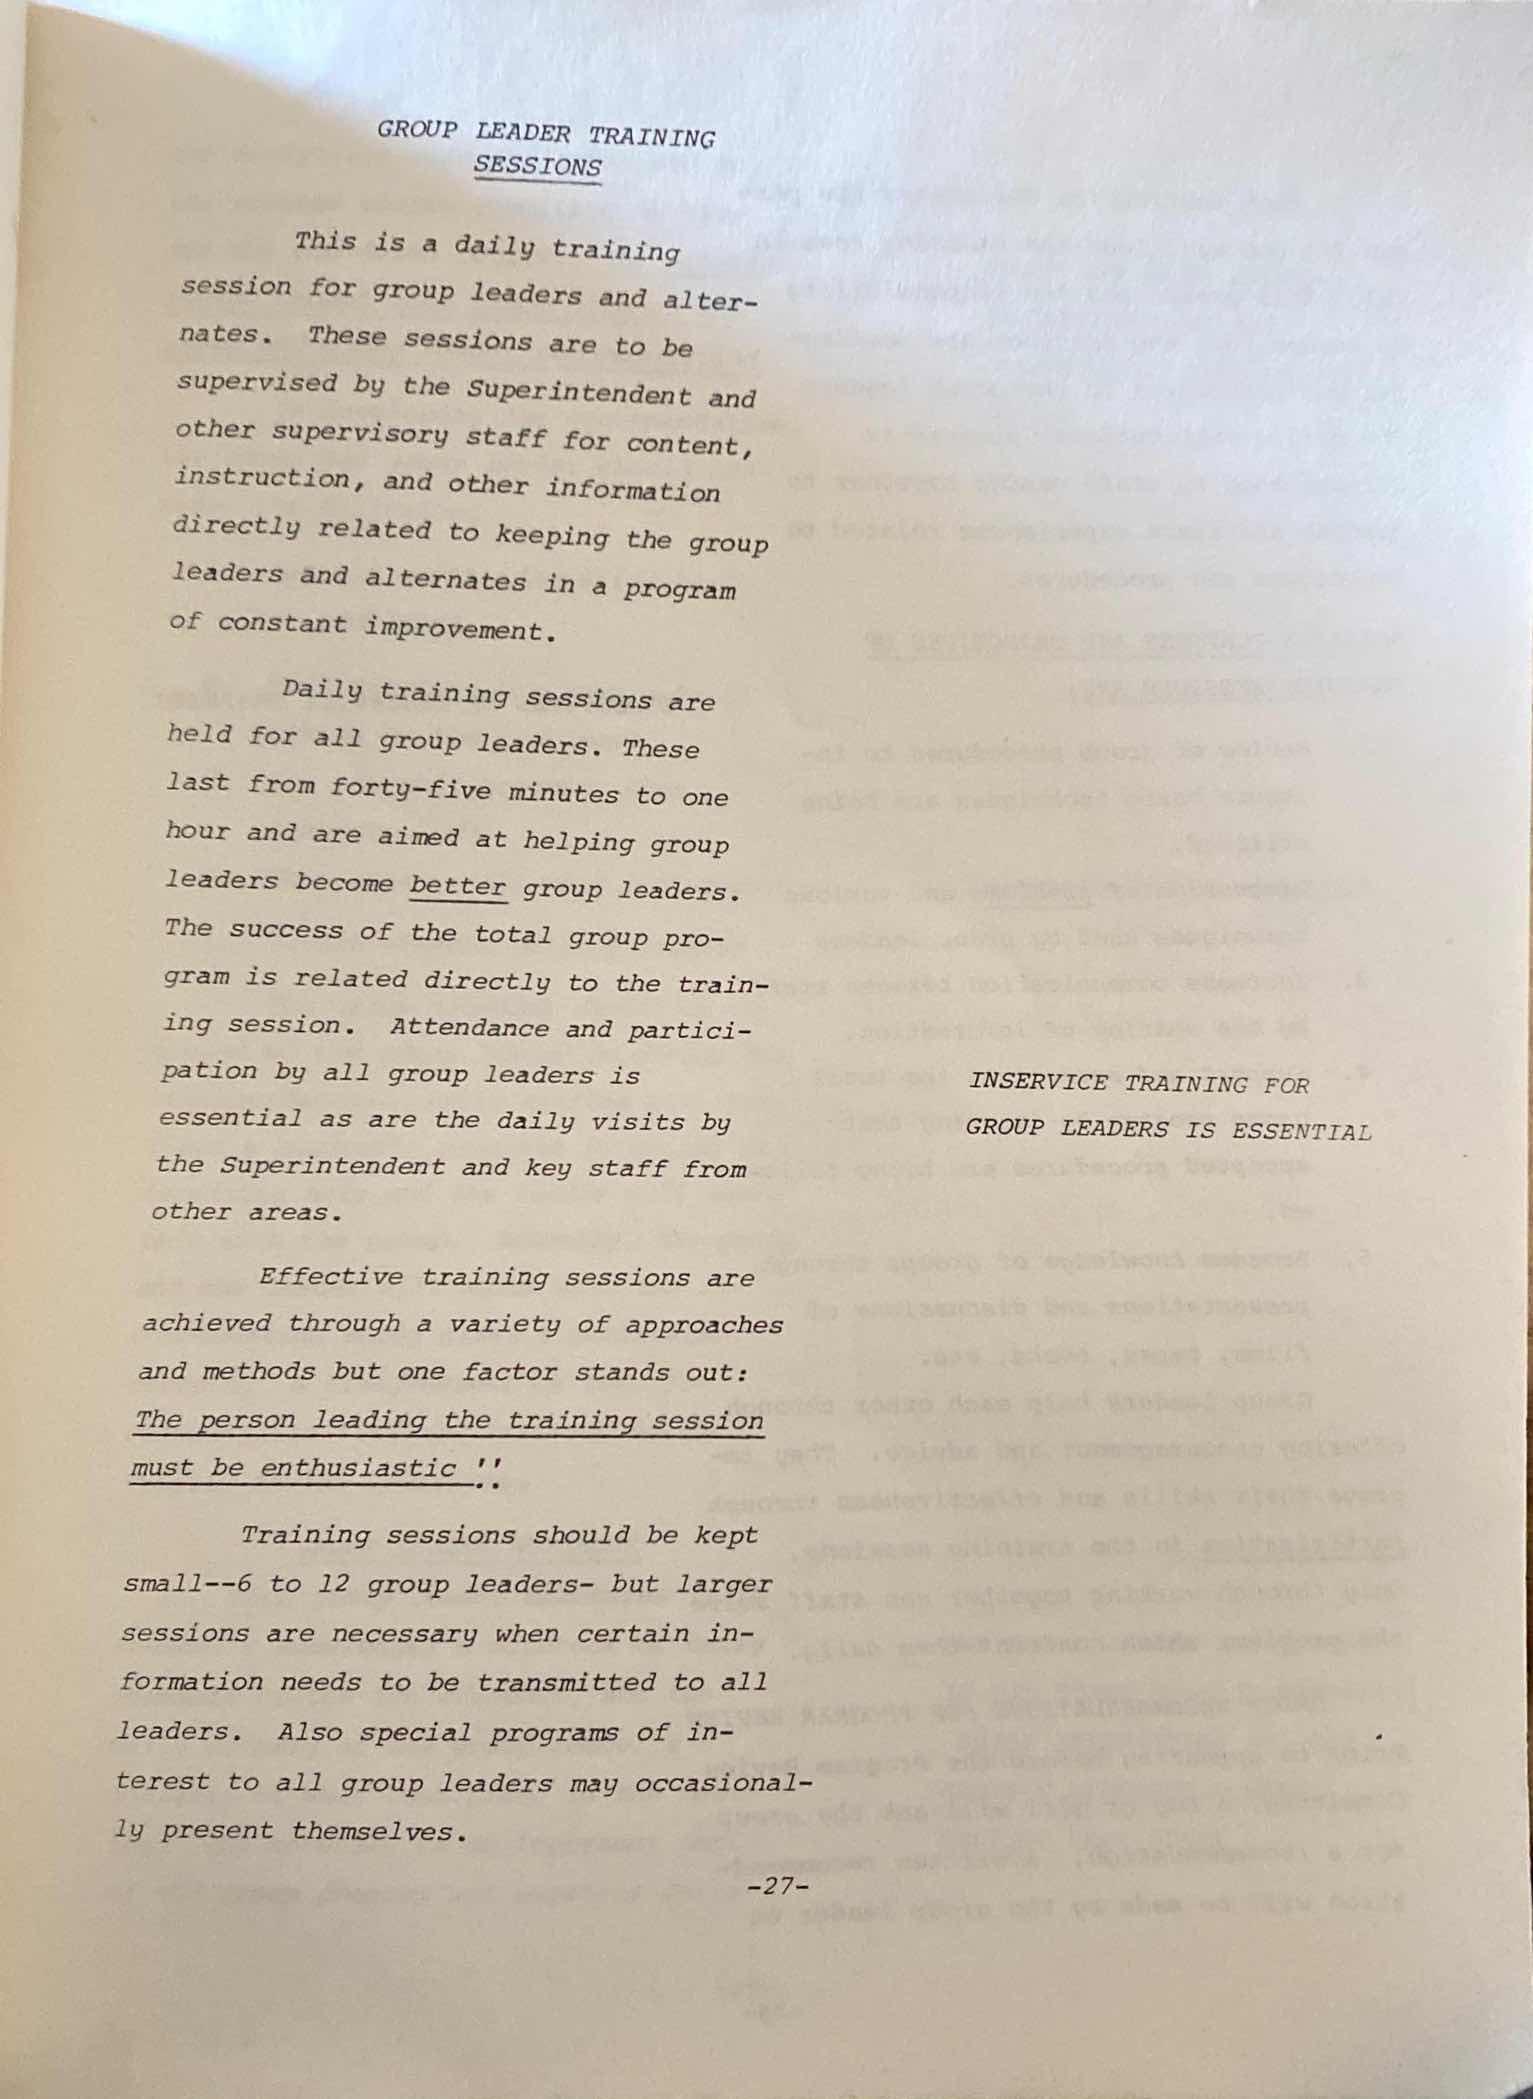 GROUP LEADER TRAINING
SESSIONS
This is a daily training
session for group leaders and alter-
nates. These sessions are to be
supervised by the Superintendent and
other supervisory staff for content,
instruction, and other information
directly related to keeping the group
leaders and alternates in a program
of constant improvement.
Daily training sessions are
held for all group leaders. These
last from forty-five minutes to one
hour and are aimed at helping group
leaders become better group leaders.
The success of the total group pro-
gram is related directly to the train-
ing session. Attendance and partici-
pation by all group leaders is
essential as are the daily visits by
the Superintendent and key staff from
other areas.
INSERVICE TRAINING FOR
GROUP LEADERS IS ESSENTIAL
Effective training sessions are
achieved through a variety of approaches
and methods but one factor stands out:
The person leading the training session
must be enthusiastic !!
Training sessions should be kept
small--6 to 12 group leaders- but larger
sessions are necessary when certain in-
formation needs to be transmitted to all
leaders. Also special programs of in-
terest to all group leaders may occasional-
ly present themselves.
-27-